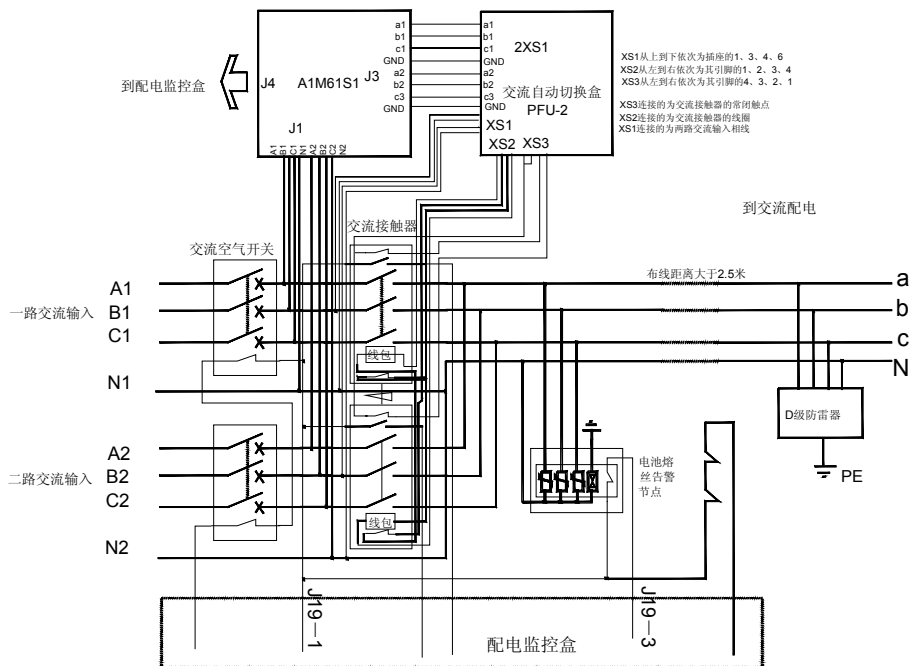 到配电监控盒
J4
A1M61S1
J3
J1
a1
b1
c1
GND
a2
b2
c3
GND
A1
B1
C1
N1
A2
B2
C2
N2
a1
b1
c1
GND
a2
b2
c3
GND
2XS1
交流自动切换盒
PFU-2
XS1
XS2
XS3
XS1从上到下依次为插座的1、3、4、6
XS2从左到右依次为其引脚的1、2、3、4
XS3从左到右依次为其引脚的4、3、2、1
XS3连接的为交流接触器的常闭触点
XS2连接的为交流接触器的线圈
XS1连接的为两路交流输入相线
到交流配电
交流空气开关
交流接触器
布线距离大于2.5米
一路交流输入
A1
B1
C1
N1
线包
a
b
c
N
D级防雷器
PE
二路交流输入
A2
B2
C2
N2
线包
电池熔
丝告警
节点
J19—1
J19—3
配电监控盒